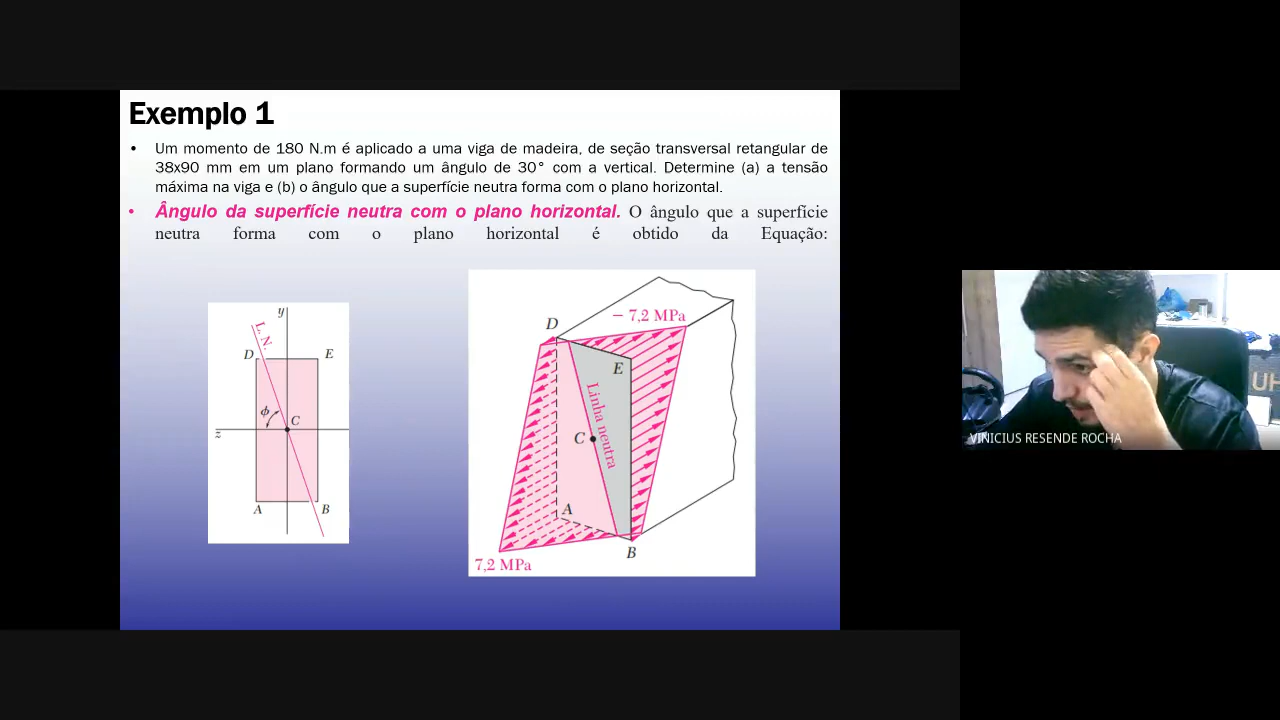 Exemplo 1
• Um momento de 180 N.m é aplicado a uma viga de madeira, de seção transversal retangular de
38x90 mm em um plano formando um ângulo de 30° com a vertical. Determine (a) a tensão
máxima na viga e (b) o ângulo que a superfície neutra forma com o plano horizontal.
• Ângulo da superfície neutra com o plano horizontal. O ângulo que a superfície
neutra forma com o plano horizontal é obtido da Equação:
y
L. N.
D
E
ϕ
C
z
A
B
D
− 7,2 MPa
E
Linha neutra
C
A
B
7,2 MPa
UH
VINICIUS RESENDE ROCHA